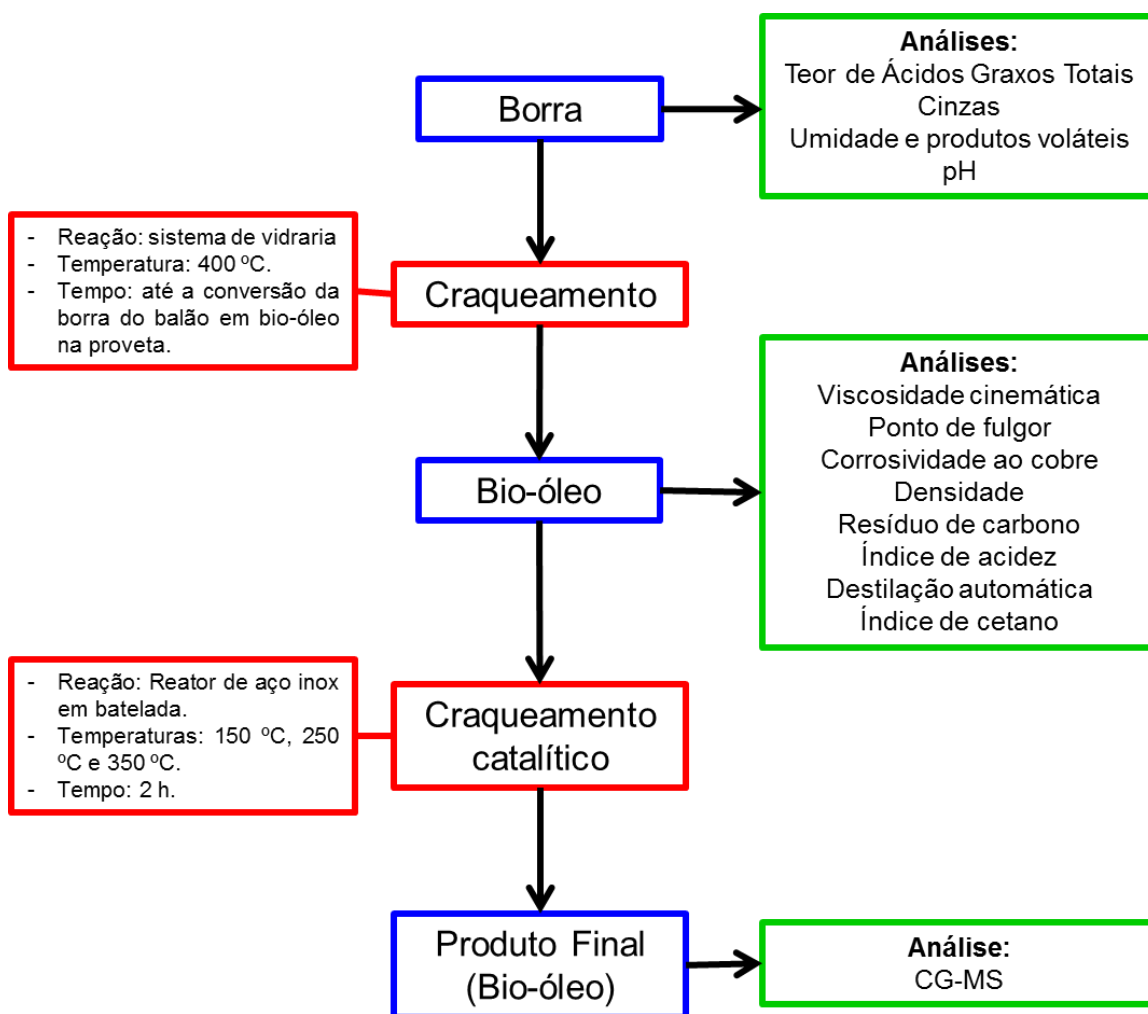 Análises:
Teor de Ácidos Graxos Totais
Cinzas
Umidade e produtos voláteis
pH
Borra
- Reação: sistema de vidraria
- Temperatura: 400 ºC.
- Tempo: até a conversão da
borra do balão em bio-óleo
na proveta.
Craqueamento
Análises:
Viscosidade cinemática
Ponto de fulgor
Corrosividade ao cobre
Densidade
Resíduo de carbono
Índice de acidez
Destilação automática
Índice de cetano
Bio-óleo
- Reação: Reator de aço inox
em batelada.
- Temperaturas: 150 ºC, 250
ºC e 350 ºC.
- Tempo: 2 h.
Craqueamento
catalítico
Produto Final
(Bio-óleo)
Análise:
CG-MS